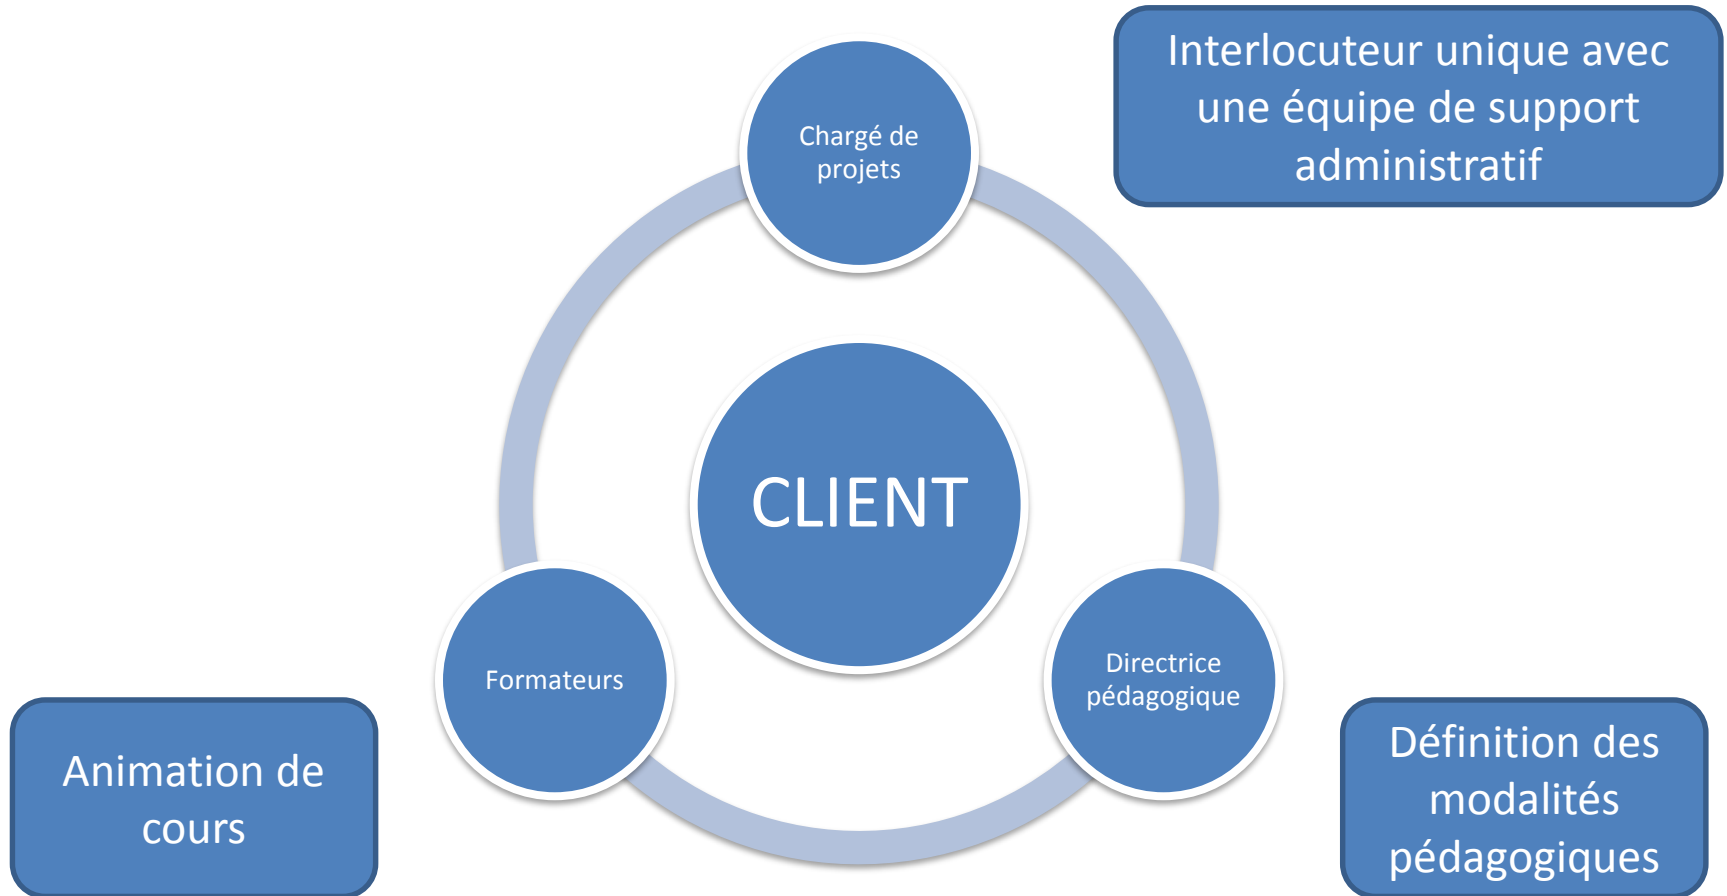 Interlocuteur unique avec
une équipe de support
administratif
Chargé de
projets
CLIENT
Formateurs
Directrice
pédagogique
Animation de
cours
Définition des
modalités
pédagogiques